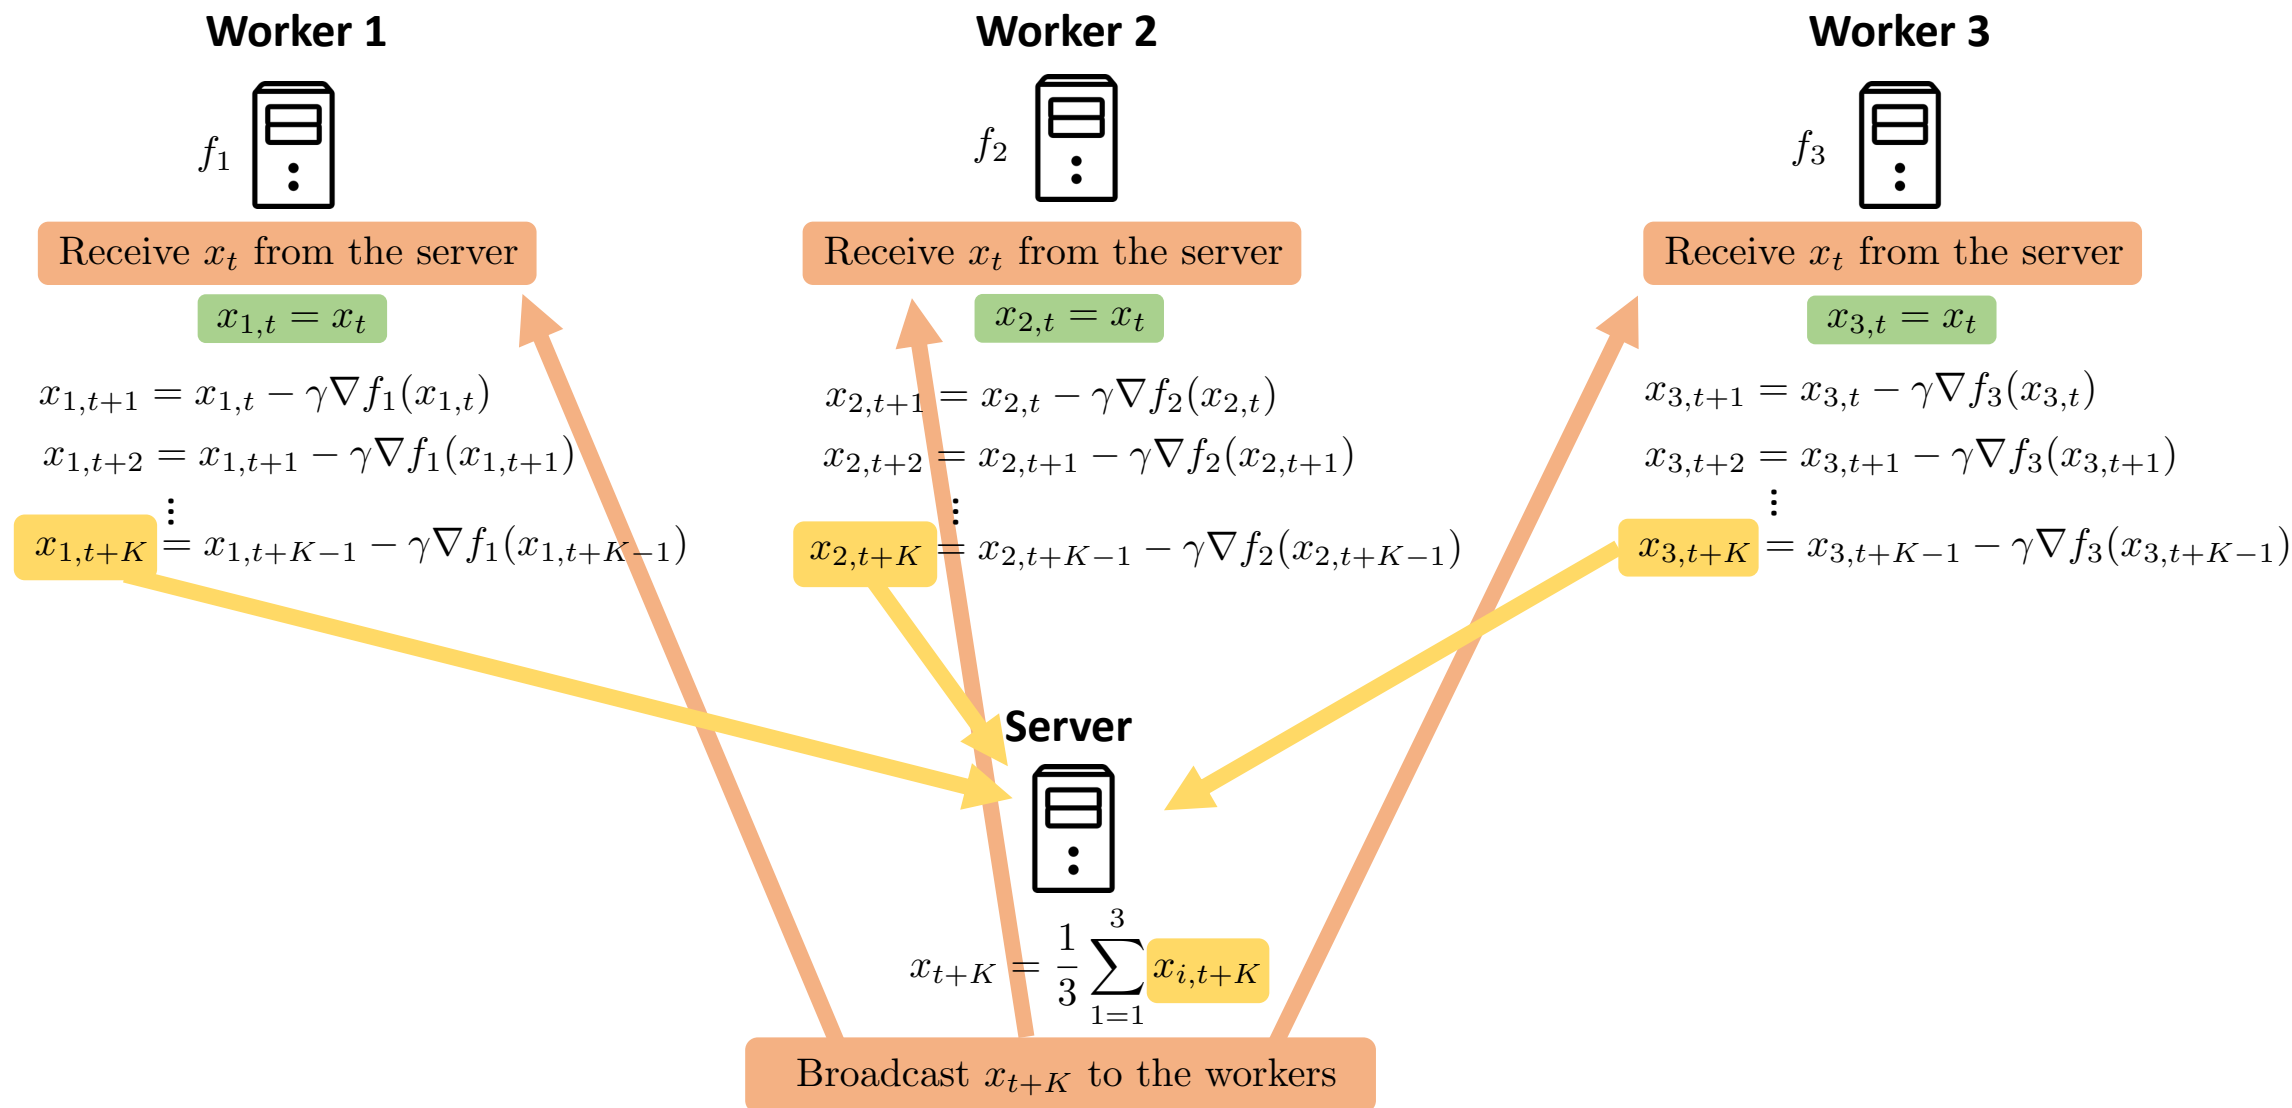 Worker 1
f_1
Receive x_t from the server
x_{1,t} = x_t
x_{1,t+1} = x_{1,t} − γ∇f_1(x_{1,t})
x_{1,t+2} = x_{1,t+1} − γ∇f_1(x_{1,t+1})
⋮
x_{1,t+K} = x_{1,t+K−1} − γ∇f_1(x_{1,t+K−1})
Worker 2
f_2
Receive x_t from the server
x_{2,t} = x_t
x_{2,t+1} = x_{2,t} − γ∇f_2(x_{2,t})
x_{2,t+2} = x_{2,t+1} − γ∇f_2(x_{2,t+1})
⋮
x_{2,t+K} = x_{2,t+K−1} − γ∇f_2(x_{2,t+K−1})
Worker 3
f_3
Receive x_t from the server
x_{3,t} = x_t
x_{3,t+1} = x_{3,t} − γ∇f_3(x_{3,t})
x_{3,t+2} = x_{3,t+1} − γ∇f_3(x_{3,t+1})
⋮
x_{3,t+K} = x_{3,t+K−1} − γ∇f_3(x_{3,t+K−1})
Server
x_{t+K} = \frac{1}{3} \sum_{1=1}^{3} x_{i,t+K}
Broadcast x_{t+K} to the workers